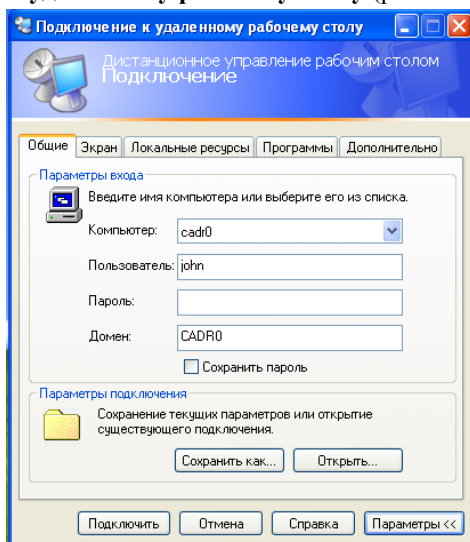 Подключение к удаленному рабочему столу
Дистанционное управление рабочим столом
Подключение
Общие Экран Локальные ресурсы Программы Дополнительно
Параметры входа
Введите имя компьютера или выберите его из списка.
Компьютер: cadr0
Пользователь: john
Пароль:
Домен: CADR0
Сохранить пароль
Параметры подключения
Сохранение текущих параметров или открытие
существующего подключения.
Сохранить как... Открыть...
Подключить Отмена Справка Параметры <<